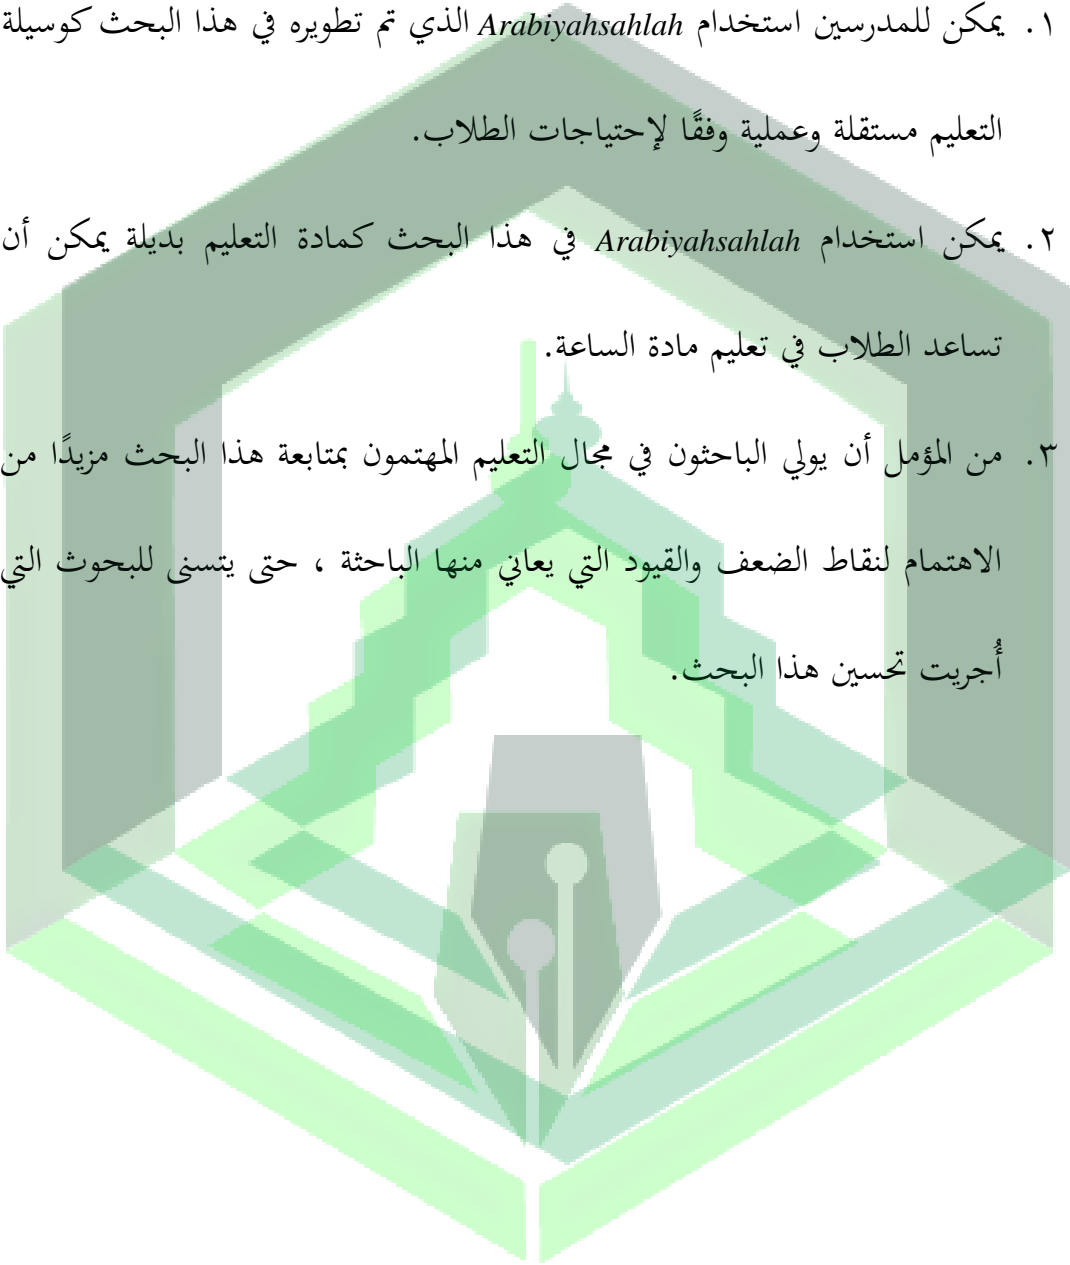 ١. يمكن للمدرسين استخدام Arabiyahsahlah الذي تم تطويره في هذا البحث كوسيلة
التعليم مستقلة وعملية وفقًا لإحتياجات الطلاب.
٢. يمكن استخدام Arabiyahsahlah في هذا البحث كمادة التعليم بديلة يمكن أن
تساعد الطلاب في تعليم مادة الساعة.
٣. من المؤمل أن يولي الباحثون في مجال التعليم المهتمون بمتابعة هذا البحث مزيدًا من
الاهتمام لنقاط الضعف والقيود التي يعاني منها الباحثة ، حتى يتسنى للبحوث التي
أُجريت تحسين هذا البحث.